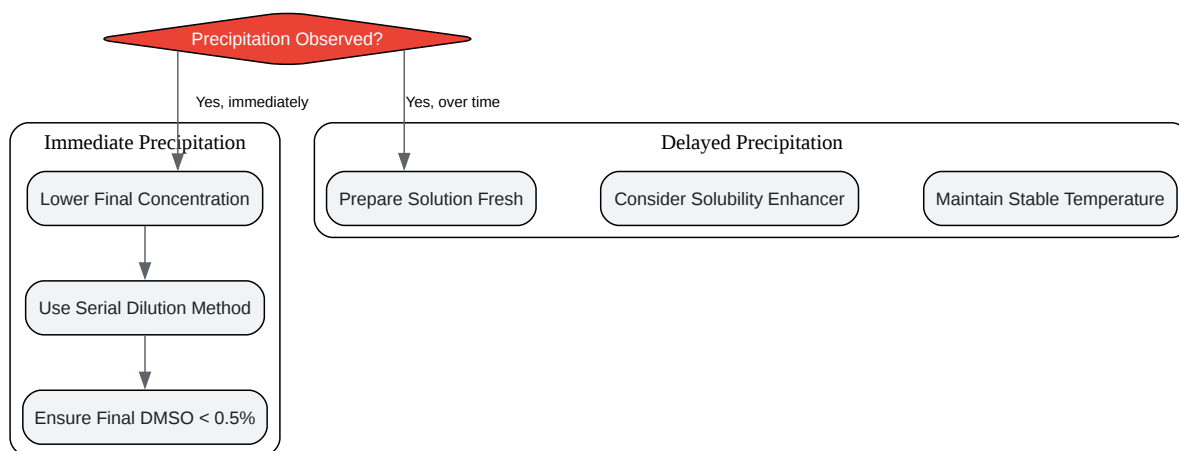 Precipitation Observed?
Yes, immediately
Yes, over time
Immediate Precipitation
Lower Final Concentration
Use Serial Dilution Method
Ensure Final DMSO < 0.5%
Delayed Precipitation
Prepare Solution Fresh
Consider Solubility Enhancer
Maintain Stable Temperature